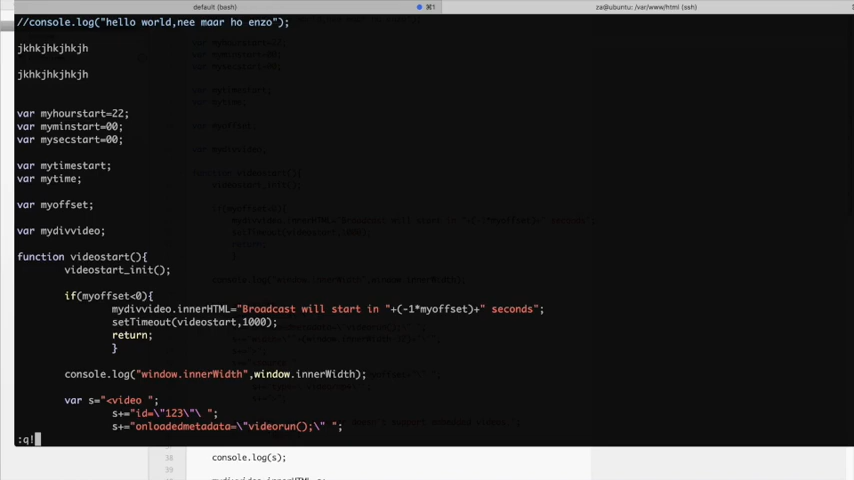 default (bash)
⌘1
za@ubuntu: /var/www/html (ssh)
//console.log("hello world,nee maar ho enzo");
jkhkjhkjhkjh
jkhkjhkjhkjh
var myhourstart=22;
var myminstart=00;
var mysecstart=00;
var mytimestart;
var mytime;
var myoffset;
var mydivvideo;
function videostart(){
videostart_init();
if(myoffset<0){
mydivvideo.innerHTML="Broadcast will start in "+(-1*myoffset)+" seconds";
setTimeout(videostart,1000);
return;
}
console.log("window.innerWidth",window.innerWidth);
var s="<video ";
s+="id=\"123\"\ ";
s+="onloadedmetadata=\"videorun();\" ";
:q!
38 console.log(s);
39